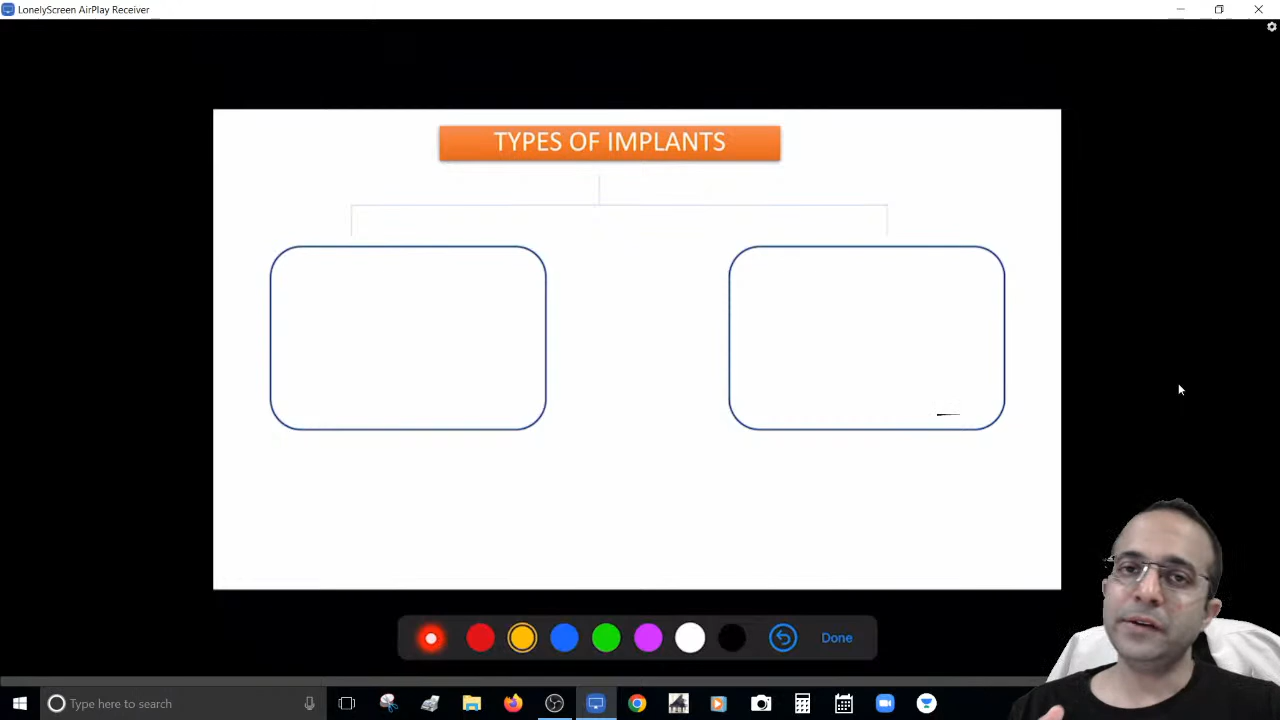 LonelyScreen AirPlay Receiver
TYPES OF IMPLANTS
Done
Type here to search